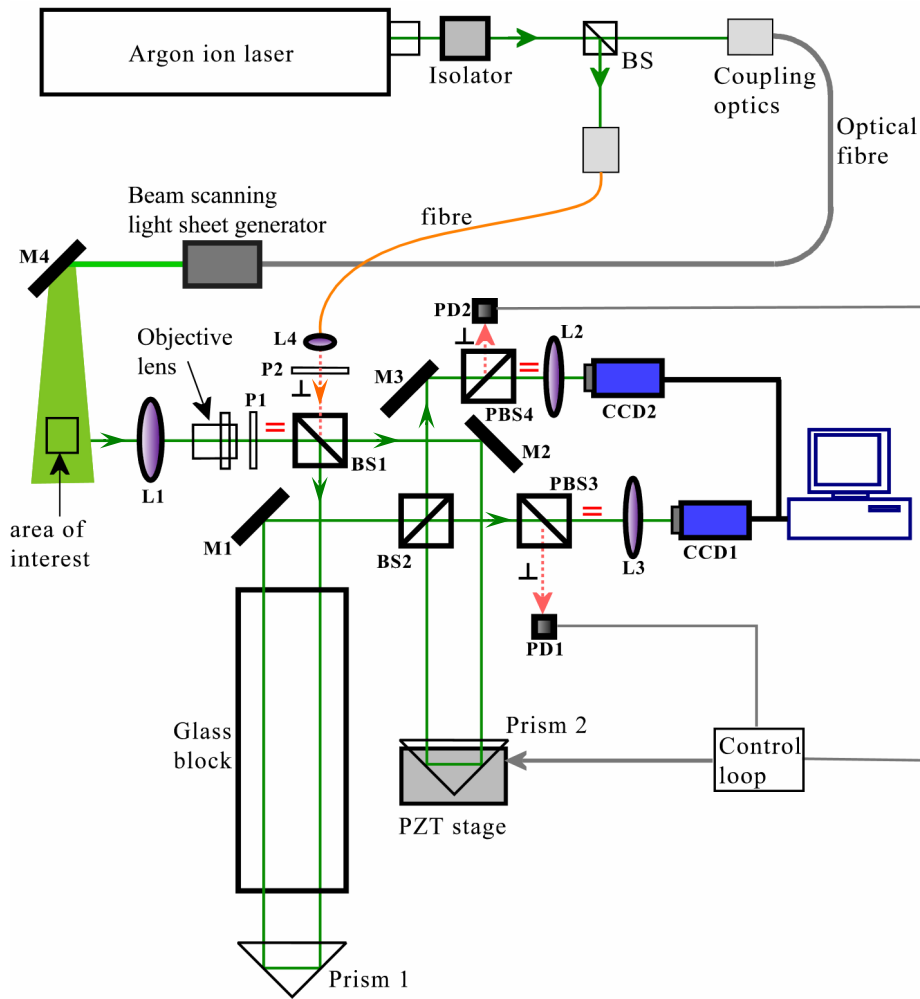 Argon ion laser
Isolator
BS
Coupling
optics
Optical
fibre
Beam scanning
light sheet generator
fibre
M4
PD2
⊥
L4
L2
Objective
lens
P2
⊥
M3
=
P1
=
PBS4
CCD2
BS1
M2
L1
PBS3
=
area of
interest
M1
BS2
⊥
L3
CCD1
PD1
Glass
block
Prism 2
Control
loop
PZT stage
Prism 1